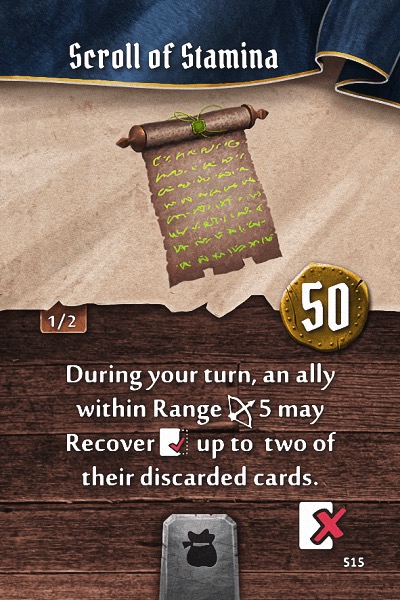 Scroll of Stamina
50
1/2
During your turn, an ally
within Range 5 may
Recover up to two of
their discarded cards.
515